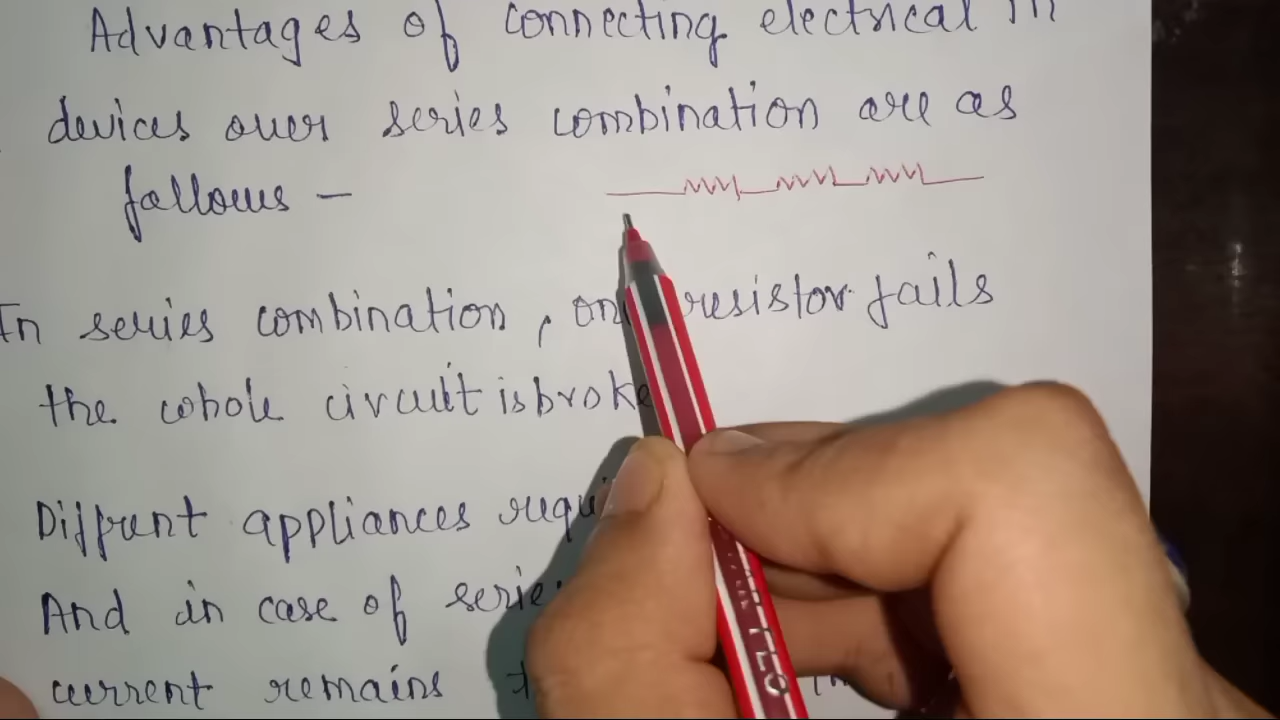 Advantages of connecting electrical in
devices over series combination are as
follows –
In series combination, resistor fails
the whole circuit is broke
Diffrent appliances requi
And in case of serie
current remains